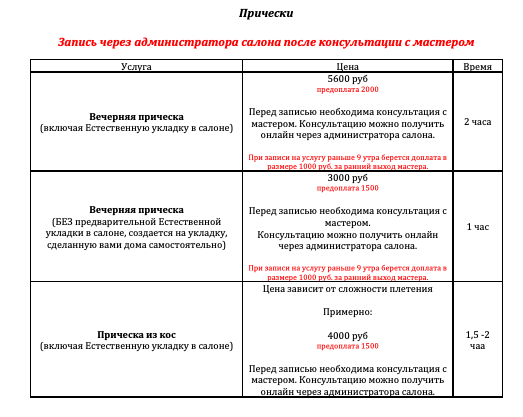 Прически
Запись через администратора салона после консультации с мастером
Услуга
Цена
Время
Вечерняя прическа
(включая Естественную укладку в салоне)
5600 руб
предоплата 2000
Перед записью необходима консультация с
мастером. Консультацию можно получить
онлайн через администратора салона.
При записи на услугу раньше 9 утра берется доплата в
размере 1000 руб. за ранний выход мастера.
2 часа
Вечерняя прическа
(БЕЗ предварительной Естественной
укладки в салоне, создается на укладку,
сделанную вами дома самостоятельно)
3000 руб
предоплата 1500
Перед записью необходима консультация с
мастером.
Консультацию можно получить онлайн
через администратора салона.
При записи на услугу раньше 9 утра берется доплата в
размере 1000 руб. за ранний выход мастера.
1 час
Прическа из кос
(включая Естественную укладку в салоне)
Цена зависит от сложности плетения
Примерно:
4000 руб
предоплата 1500
Перед записью необходима консультация с
мастером. Консультацию можно получить
онлайн через администратора салона.
1,5 -2
чаа